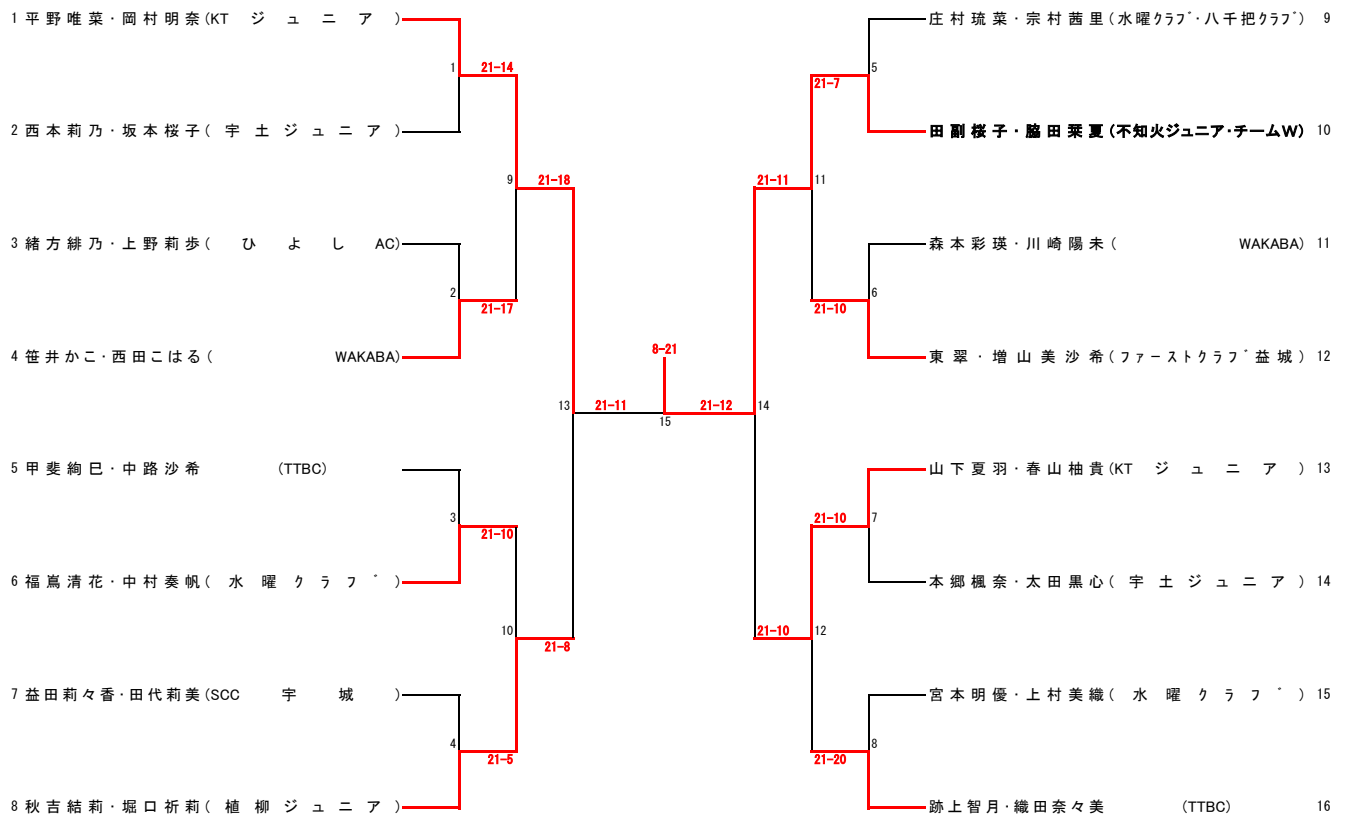 1 平野唯菜・岡村明奈(KT ジュニア)
庄村琉菜・宗村茜里(水曜クラブ・八千把クラブ) 9
1
21-14
5
21-7
2 西本莉乃・坂本桜子(宇土ジュニア)
田副桜子・脇田栞夏(不知火ジュニア・チームW) 10
9
21-18
21-11
11
3 緒方緋乃・上野莉歩(ひよし AC)
森本彩瑛・川崎陽未(WAKABA) 11
2
21-17
6
21-10
4 笹井かこ・西田こはる(WAKABA)
8-21
東翠・増山美沙希(ファーストクラブ益城) 12
13
21-11
15
21-12
14
5 甲斐絢巳・中路沙希(TTBC)
山下夏羽・春山柚貴(KT ジュニア) 13
3
21-10
21-10
7
6 福嶌清花・中村奏帆(水曜クラブ)
本郷楓奈・太田黒心(宇土ジュニア) 14
10
21-8
21-10
12
7 益田莉々香・田代莉美(SCC 宇城)
宮本明優・上村美織(水曜クラブ) 15
4
21-5
8
21-20
8 秋吉結莉・堀口祈莉(植柳ジュニア)
跡上智月・織田奈々美(TTBC) 16